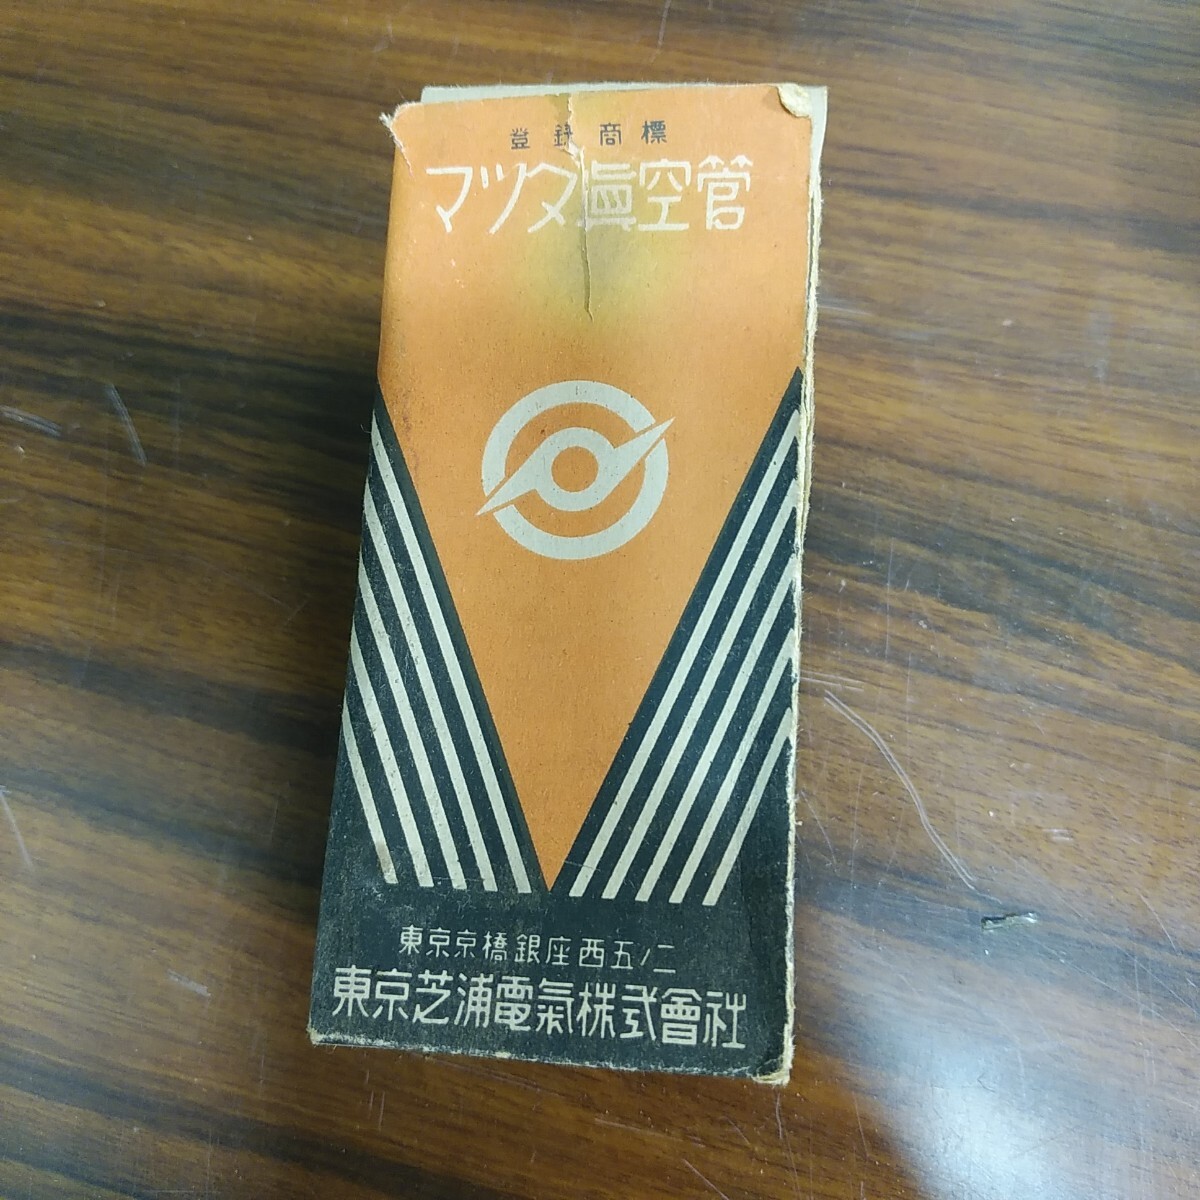 登錄商標
マツダ眞空管
東京京橋銀座西五ノ二
東京芝浦電氣株式會社